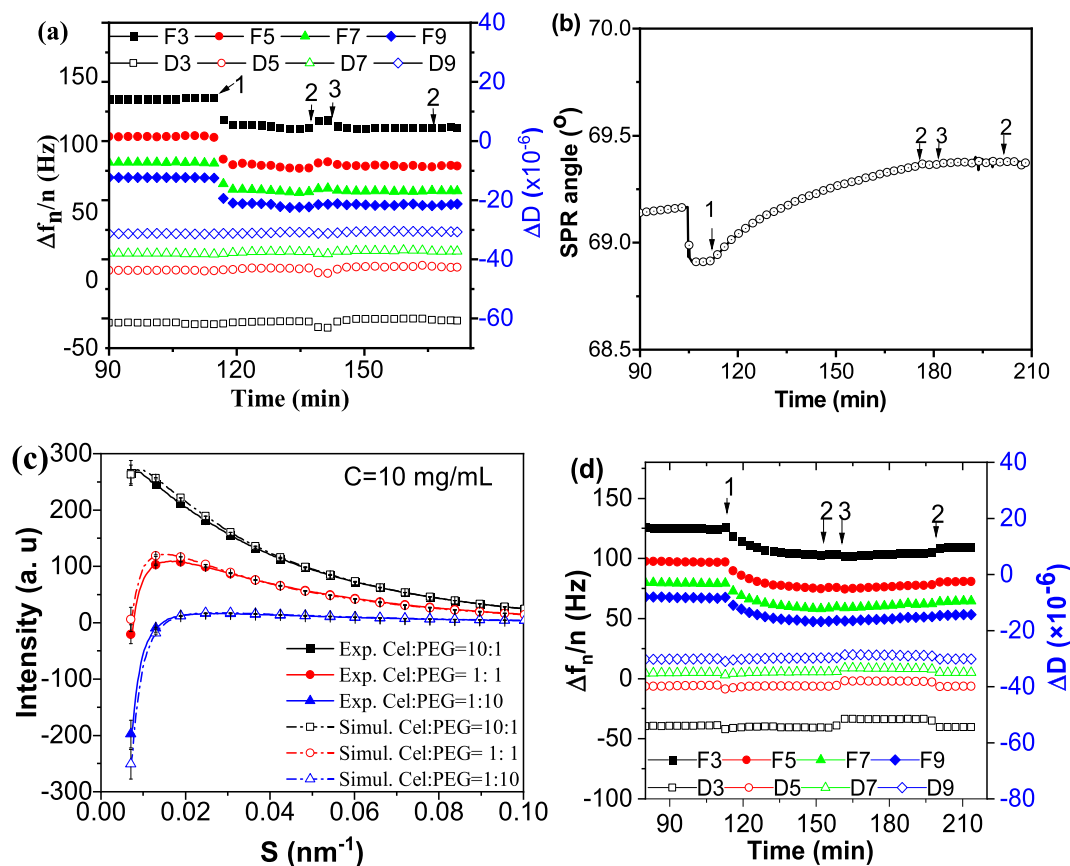 (a)
F3 F5 F7 F9
D3 D5 D7 D9
150
100
50
0
-50
Δfn/n (Hz)
40
20
0
-20
-40
-60
ΔD (×10-6)
1
2
3
2
90 120 150 180
Time (min)
(b)
70.0
69.5
69.0
68.5
SPR angle (°)
1
2
3
2
90 120 150 180 210
Time (min)
(c)
C=10 mg/mL
300
200
100
0
-100
-200
-300
Intensity (a. u)
Exp. Cel:PEG=10:1
Exp. Cel:PEG= 1: 1
Exp. Cel:PEG=1:10
Simul. Cel:PEG=10:1
Simul. Cel:PEG= 1: 1
Simul. Cel:PEG=1:10
0.00 0.02 0.04 0.06 0.08 0.10
S (nm-1)
(d)
150
100
50
0
-50
-100
Δfn/n (Hz)
40
20
0
-20
-40
-60
-80
ΔD (×10-6)
1
2
3
2
F3 F5 F7 F9
D3 D5 D7 D9
90 120 150 180 210
Time (min)